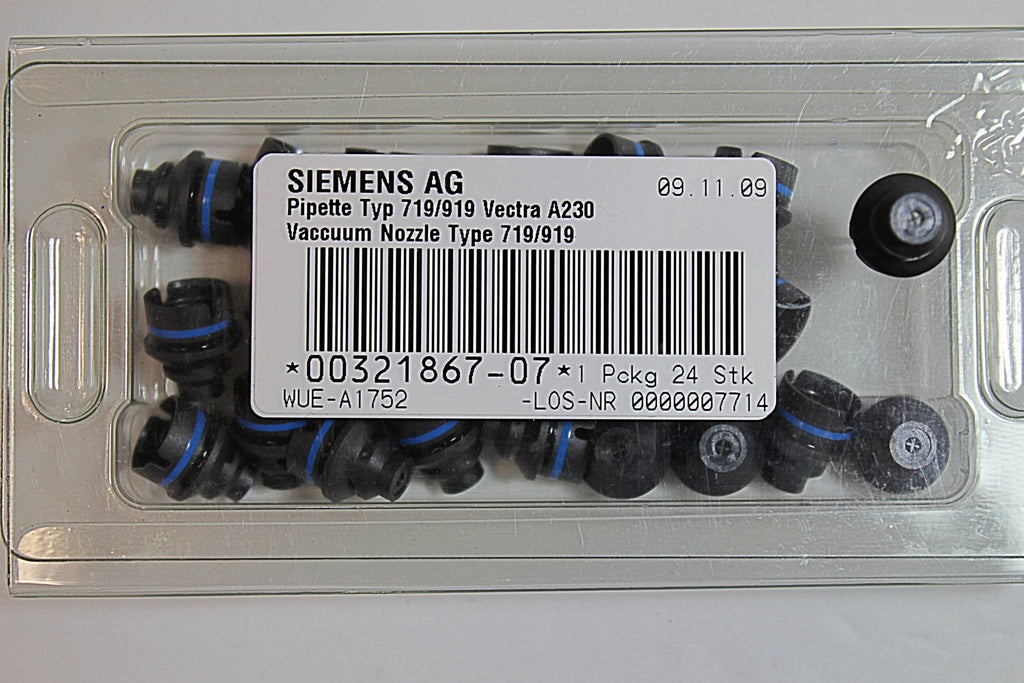 SIEMENS AG
09.11.09
Pipette Typ 719/919 Vectra A230
Vaccuum Nozzle Type 719/919
*00321867-07* 1 Pckg 24 Stk
WUE-A1752 -LOS-NR 0000007714